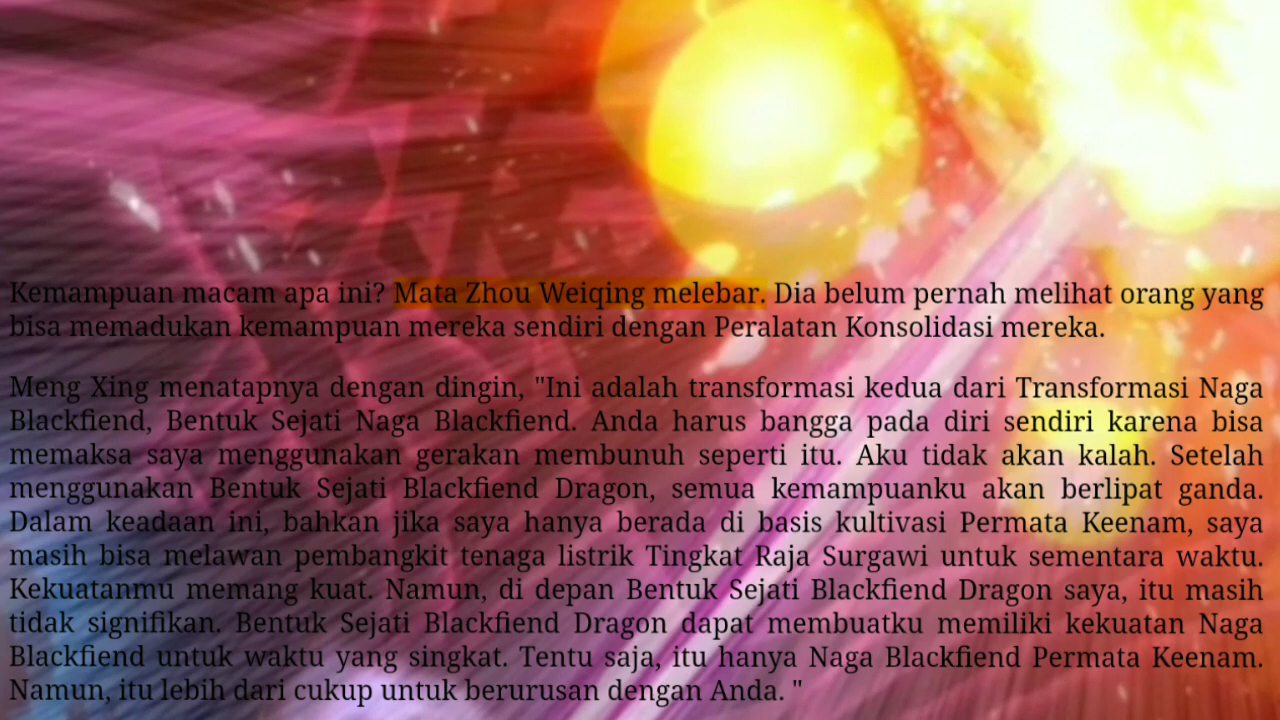 Kemampuan macam apa ini? Mata Zhou Weiqing melebar. Dia belum pernah melihat orang yang
bisa memadukan kemampuan mereka sendiri dengan Peralatan Konsolidasi mereka.
Meng Xing menatapnya dengan dingin, "Ini adalah transformasi kedua dari Transformasi Naga
Blackfiend, Bentuk Sejati Naga Blackfiend. Anda harus bangga pada diri sendiri karena bisa
memaksa saya menggunakan gerakan membunuh seperti itu. Aku tidak akan kalah. Setelah
menggunakan Bentuk Sejati Blackfiend Dragon, semua kemampuanku akan berlipat ganda.
Dalam keadaan ini, bahkan jika saya hanya berada di basis kultivasi Permata Keenam, saya
masih bisa melawan pembangkit tenaga listrik Tingkat Raja Surgawi untuk sementara waktu.
Kekuatanmu memang kuat. Namun, di depan Bentuk Sejati Blackfiend Dragon saya, itu masih
tidak signifikan. Bentuk Sejati Blackfiend Dragon dapat membuatku memiliki kekuatan Naga
Blackfiend untuk waktu yang singkat. Tentu saja, itu hanya Naga Blackfiend Permata Keenam.
Namun, itu lebih dari cukup untuk berurusan dengan Anda. "